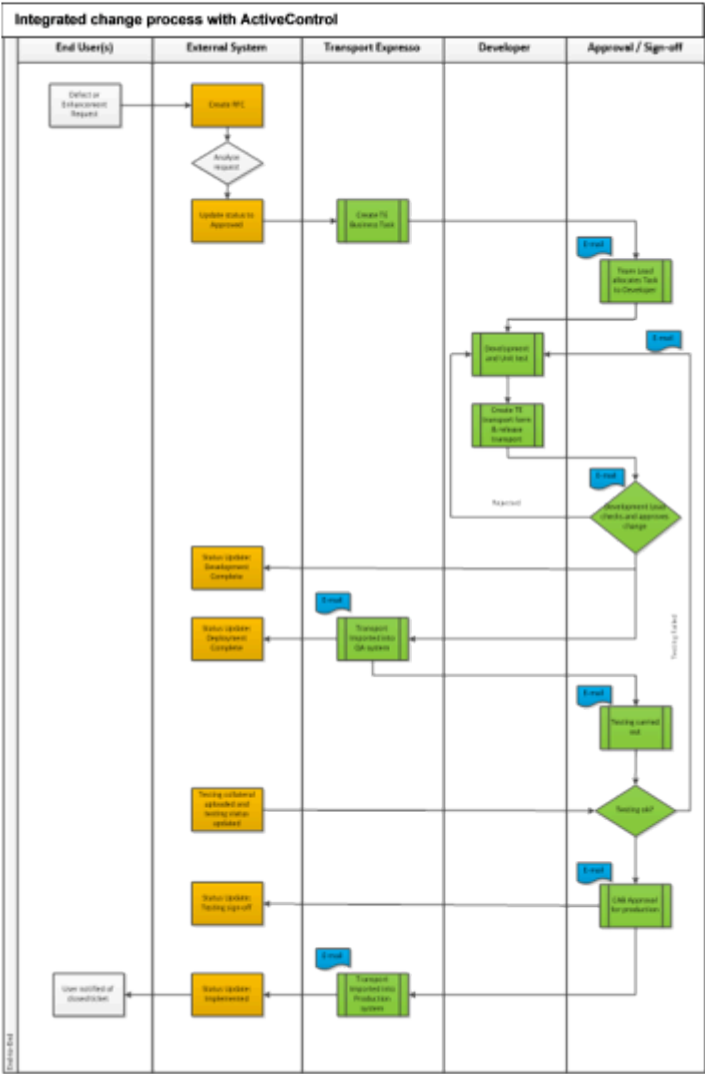 Integrated change process with ActiveControl
End User(s)
External System
Transport Expresso
Developer
Approval / Sign-off
Defect or
Enhancement
Request
Create RFC
Analyze
request
Update status to
Approved
Create TE
Business Task
E-mail
Team Lead
allocates Task
to Developer
E-mail
Development
and Unit test
Create TE
transport form
& release
transport
E-mail
Rejected
Development Lead
checks and approves
change
Status Update:
Development
Complete
E-mail
Status Update:
Deployment
Complete
Transport
Imported into
QA system
Testing Failed
E-mail
Testing carried
out
Testing collateral
uploaded and
testing status
updated
Testing ok?
E-mail
Status Update:
Testing sign-off
CAB Approval
for production
E-mail
User notified of
closed ticket
Status Update:
Implemented
Transport
Imported into
Production
system
End-to-End